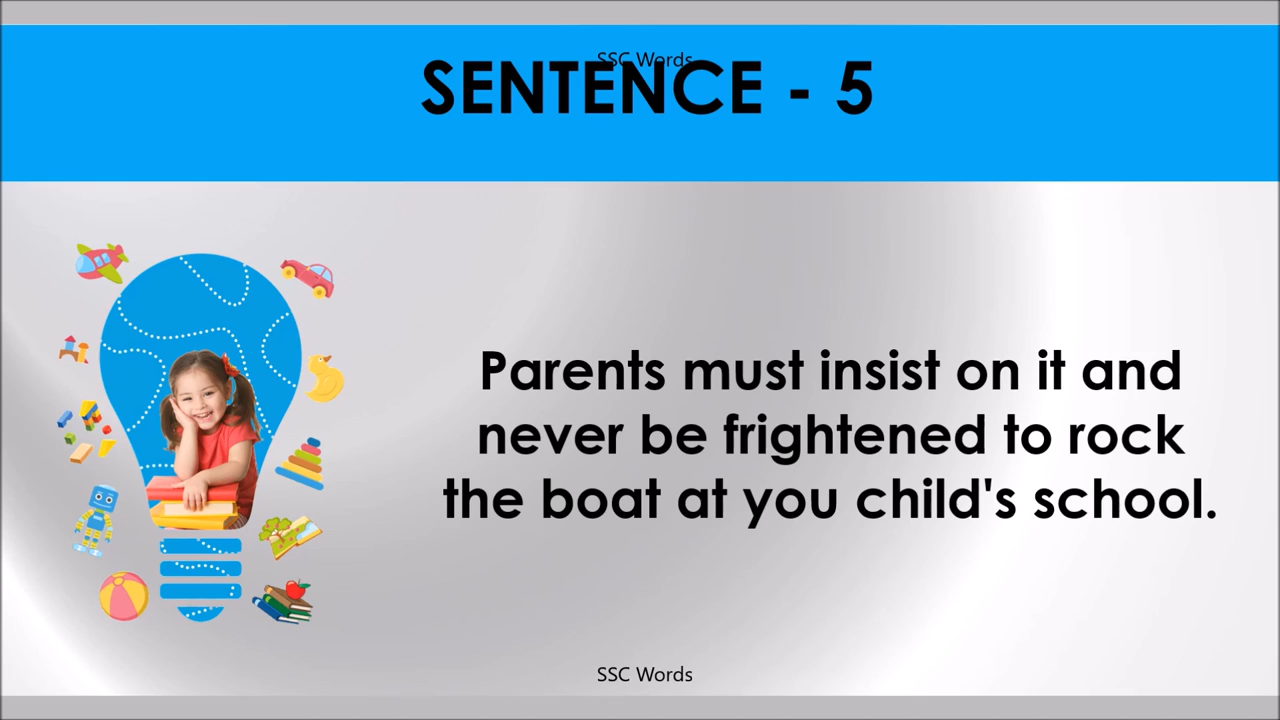 SSC Words
SENTENCE - 5
Parents must insist on it and
never be frightened to rock
the boat at you child's school.
SSC Words